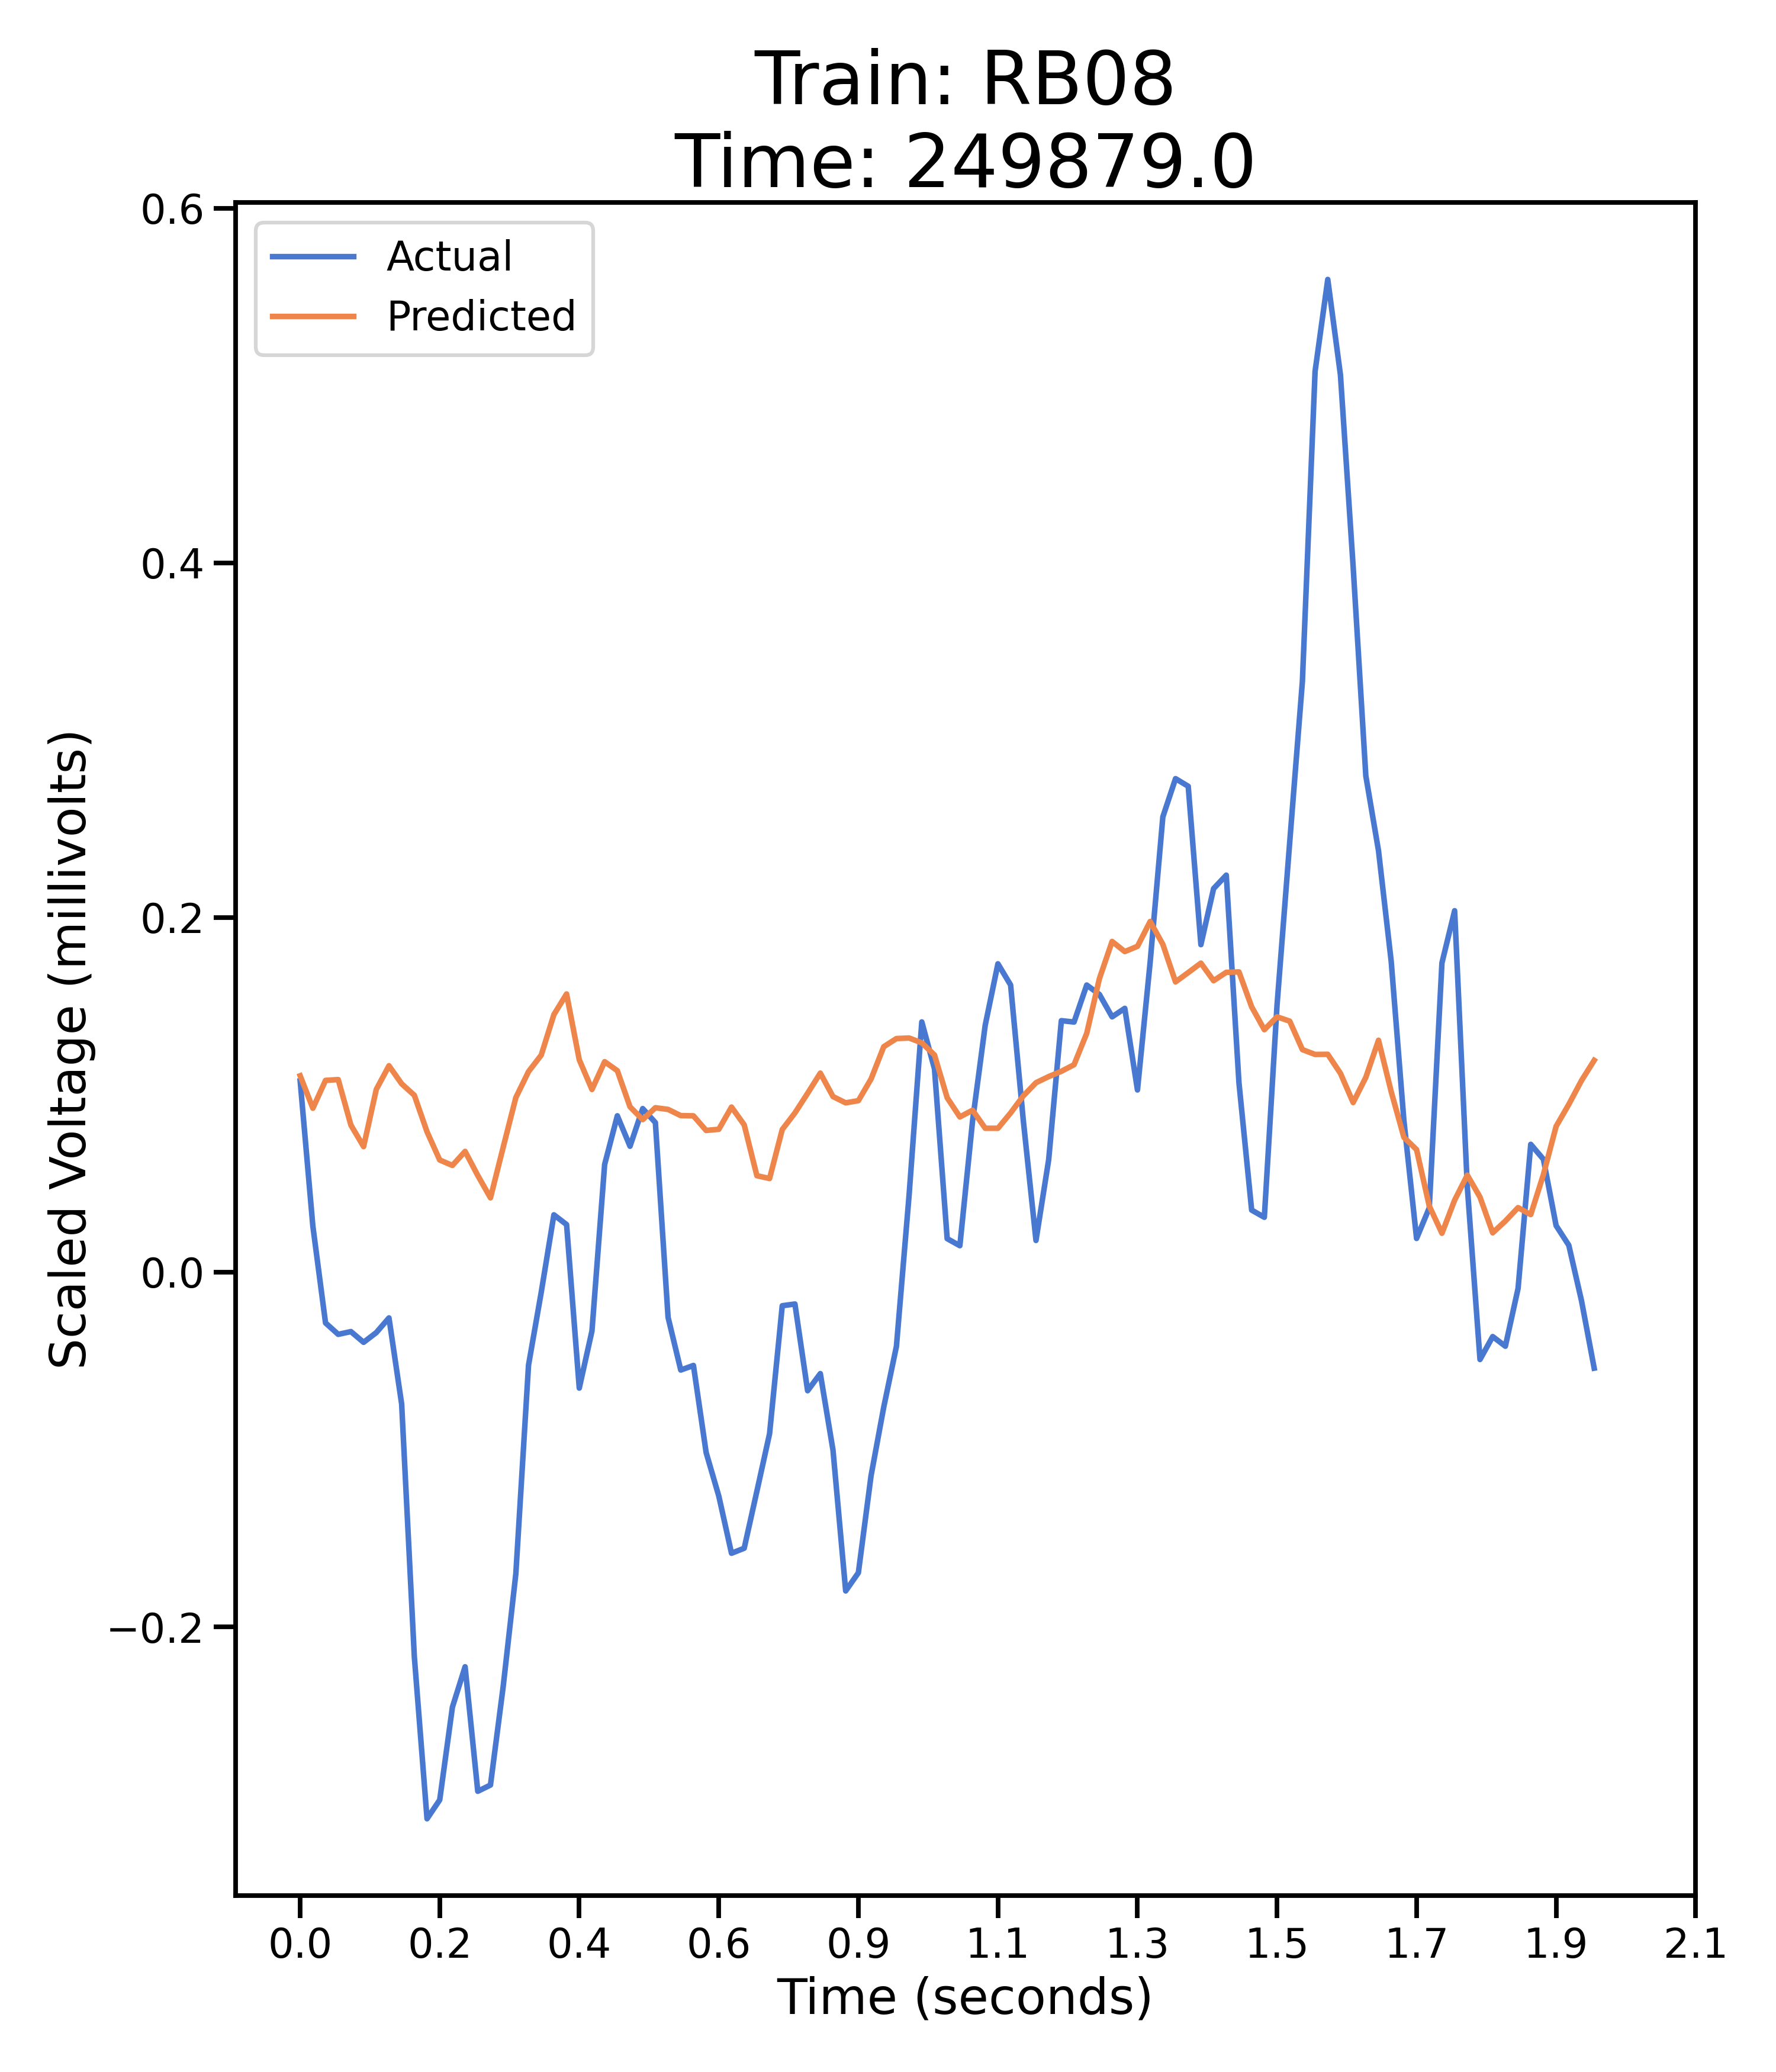 Train: RB08
Time: 249879.0
Actual
Predicted
Scaled Voltage (millivolts)
0.6
0.4
0.2
0.0
−0.2
0.0 0.2 0.4 0.6 0.9 1.1 1.3 1.5 1.7 1.9 2.1
Time (seconds)